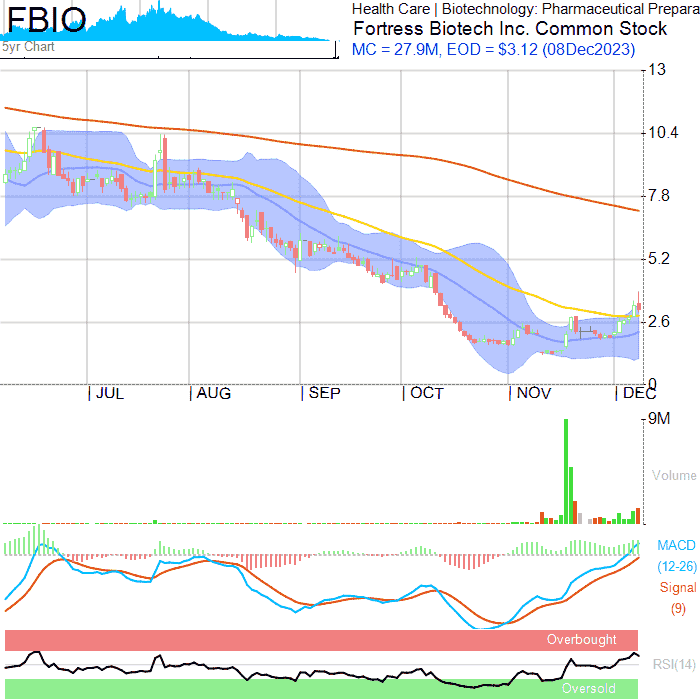 FBIO
Health Care | Biotechnology: Pharmaceutical Prepara
Fortress Biotech Inc. Common Stock
5yr Chart
MC = 27.9M, EOD = $3.12 (08Dec2023)
13
10.4
7.8
5.2
2.6
0
JUL AUG SEP OCT NOV DEC
9M
Volume
MACD
(12-26)
Signal
(9)
Overbought
RSI(14)
Oversold